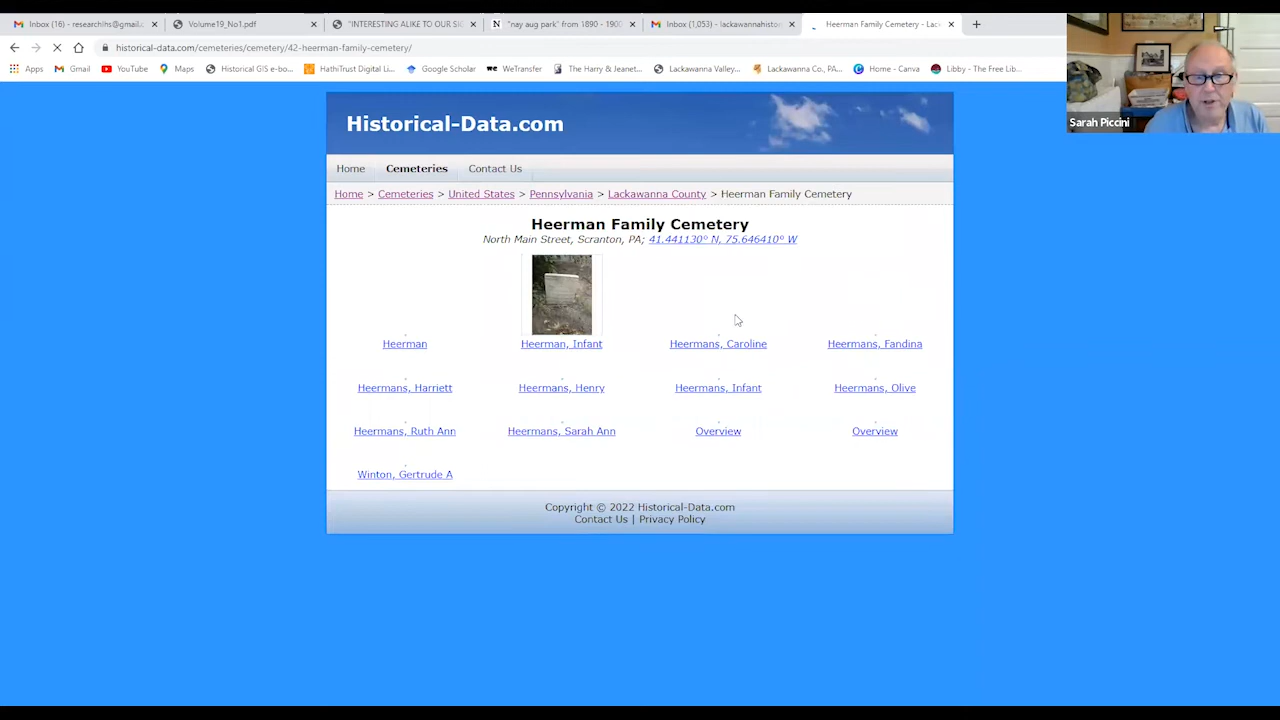 Inbox (16) - researchlhs@gmail.c
Volume19_No1.pdf
"INTERESTING ALIKE TO OUR SI
"nay aug park" from 1890 - 1900
Inbox (1,053) - lackawannahisto
Heerman Family Cemetery - Lac
historical-data.com/cemeteries/cemetery/42-heerman-family-cemetery/
Apps Gmail YouTube Maps Historical GIS e-bo... HathiTrust Digital Li... Google Scholar WeTransfer The Harry & Jeanet... Lackawanna Valley... Lackawanna Co., PA... Home - Canva Libby - The Free Lib...
Sarah Piccini
Historical-Data.com
Home Cemeteries Contact Us
Home > Cemeteries > United States > Pennsylvania > Lackawanna County > Heerman Family Cemetery
Heerman Family Cemetery
North Main Street, Scranton, PA; 41.441130° N, 75.646410° W
Heerman Heerman, Infant Heermans, Caroline Heermans, Fandina
Heermans, Harriett Heermans, Henry Heermans, Infant Heermans, Olive
Heermans, Ruth Ann Heermans, Sarah Ann Overview Overview
Winton, Gertrude A
Copyright © 2022 Historical-Data.com
Contact Us | Privacy Policy